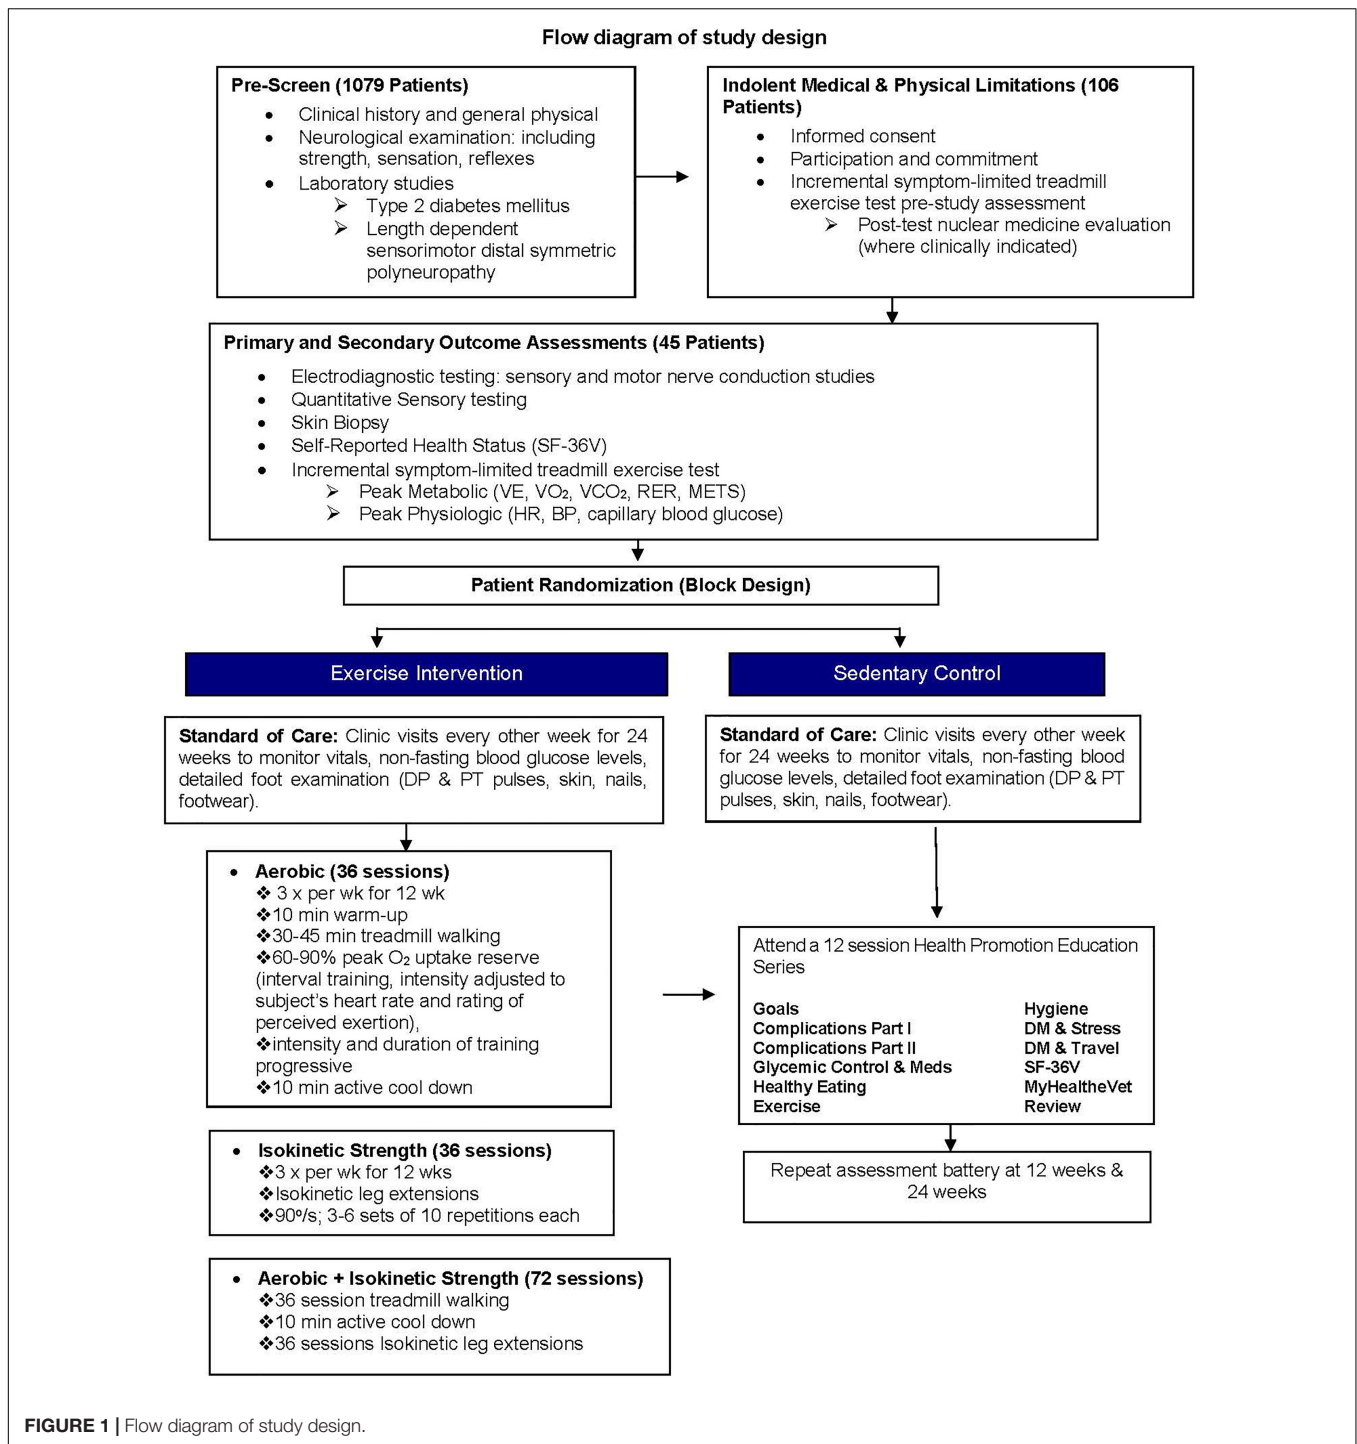 Flow diagram of study design
Pre-Screen (1079 Patients)
• Clinical history and general physical
• Neurological examination: including
strength, sensation, reflexes
• Laboratory studies
➢ Type 2 diabetes mellitus
➢ Length dependent
sensorimotor distal symmetric
polyneuropathy
Indolent Medical & Physical Limitations (106
Patients)
• Informed consent
• Participation and commitment
• Incremental symptom-limited treadmill
exercise test pre-study assessment
➢ Post-test nuclear medicine evaluation
(where clinically indicated)
Primary and Secondary Outcome Assessments (45 Patients)
• Electrodiagnostic testing: sensory and motor nerve conduction studies
• Quantitative Sensory testing
• Skin Biopsy
• Self-Reported Health Status (SF-36V)
• Incremental symptom-limited treadmill exercise test
➢ Peak Metabolic (VE, VO₂, VCO₂, RER, METS)
➢ Peak Physiologic (HR, BP, capillary blood glucose)
Patient Randomization (Block Design)
Exercise Intervention
Standard of Care: Clinic visits every other week for 24
weeks to monitor vitals, non-fasting blood glucose levels,
detailed foot examination (DP & PT pulses, skin, nails,
footwear).
• Aerobic (36 sessions)
❖ 3 x per wk for 12 wk
❖10 min warm-up
❖30-45 min treadmill walking
❖60-90% peak O₂ uptake reserve
(interval training, intensity adjusted to
subject's heart rate and rating of
perceived exertion),
❖intensity and duration of training
progressive
❖10 min active cool down
• Isokinetic Strength (36 sessions)
❖3 x per wk for 12 wks
❖Isokinetic leg extensions
❖90º/s; 3-6 sets of 10 repetitions each
• Aerobic + Isokinetic Strength (72 sessions)
❖36 session treadmill walking
❖10 min active cool down
❖36 sessions Isokinetic leg extensions
Sedentary Control
Standard of Care: Clinic visits every other week
for 24 weeks to monitor vitals, non-fasting blood
glucose levels, detailed foot examination (DP & PT
pulses, skin, nails, footwear).
Attend a 12 session Health Promotion Education
Series
Goals Hygiene
Complications Part I DM & Stress
Complications Part II DM & Travel
Glycemic Control & Meds SF-36V
Healthy Eating MyHealtheVet
Exercise Review
Repeat assessment battery at 12 weeks &
24 weeks
FIGURE 1 | Flow diagram of study design.